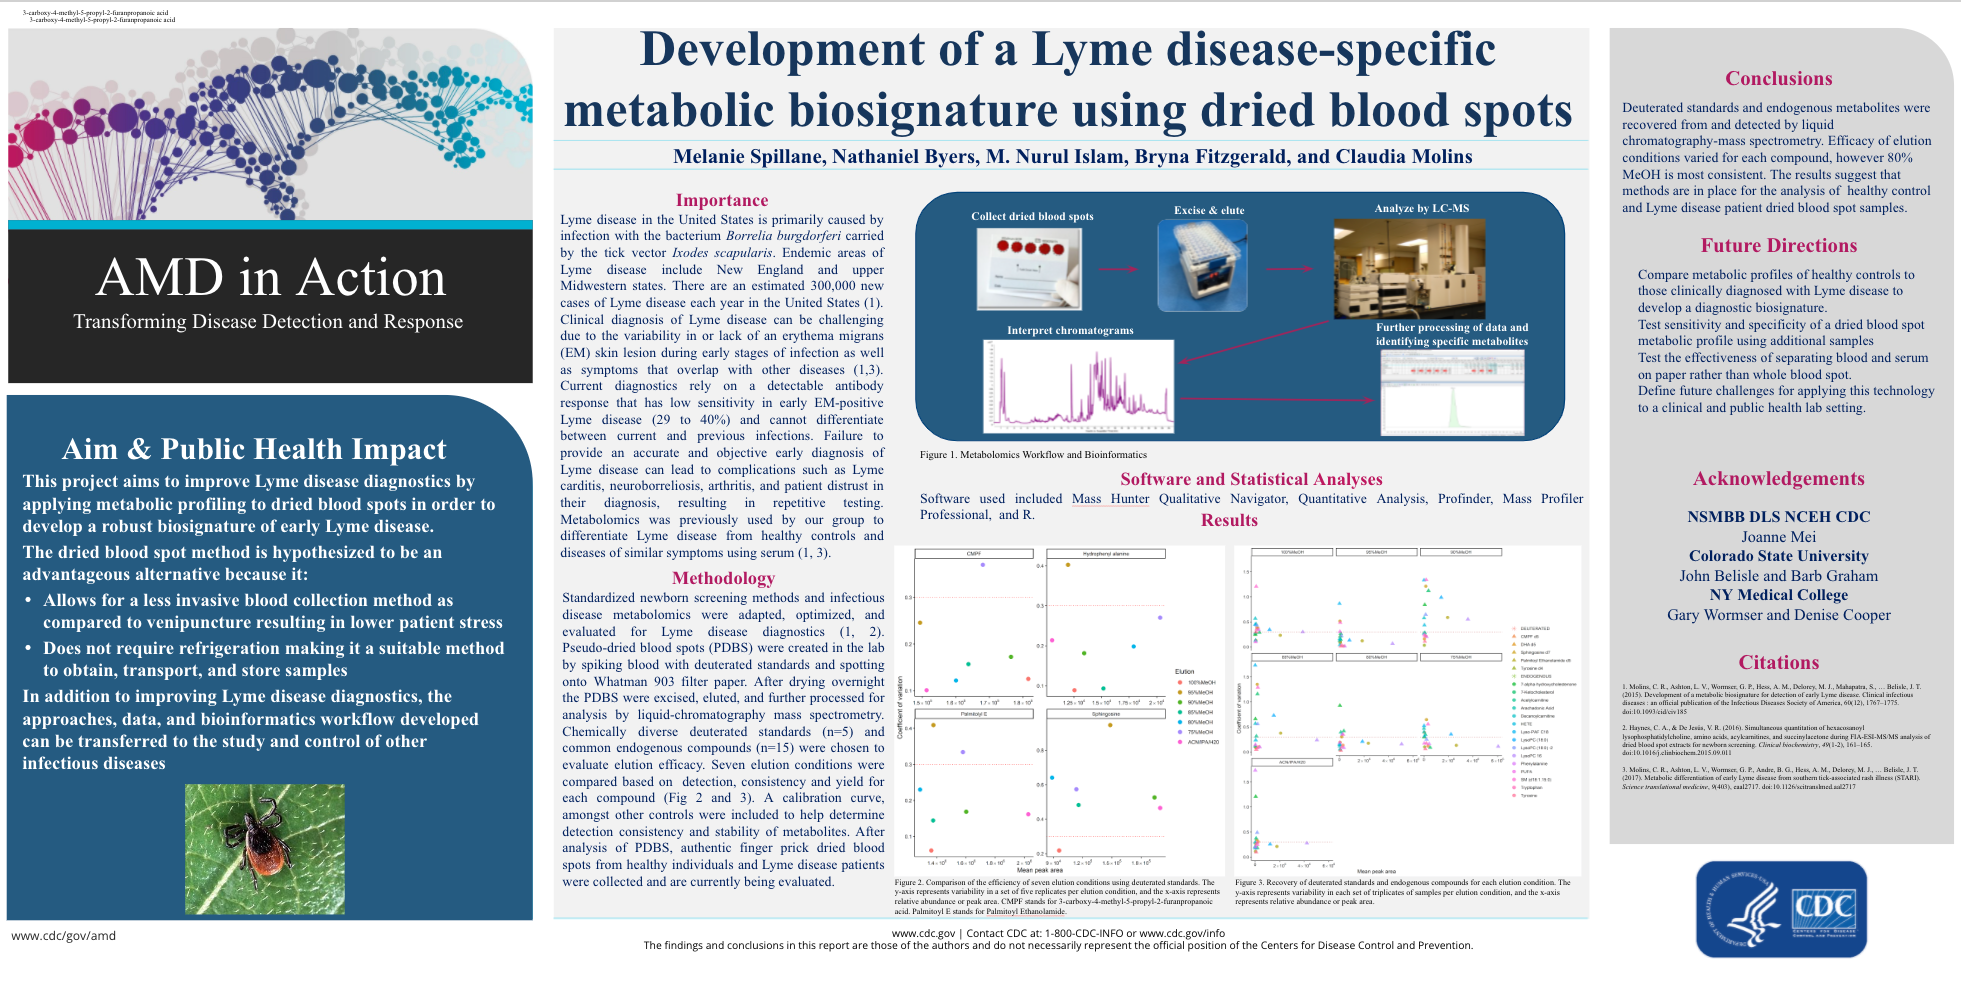 3-carboxy-4-methyl-5-propyl-2-furanpropanoic acid
3-carboxy-4-methyl-5-propyl-2-furanpropanoic acid
AMD in Action
Transforming Disease Detection and Response
Aim & Public Health Impact
This project aims to improve Lyme disease diagnostics by
applying metabolic profiling to dried blood spots in order to
develop a robust biosignature of early Lyme disease.
The dried blood spot method is hypothesized to be an
advantageous alternative because it:
• Allows for a less invasive blood collection method as
compared to venipuncture resulting in lower patient stress
• Does not require refrigeration making it a suitable method
to obtain, transport, and store samples
In addition to improving Lyme disease diagnostics, the
approaches, data, and bioinformatics workflow developed
can be transferred to the study and control of other
infectious diseases
www.cdc/gov/amd
Development of a Lyme disease-specific
metabolic biosignature using dried blood spots
Melanie Spillane, Nathaniel Byers, M. Nurul Islam, Bryna Fitzgerald, and Claudia Molins
Importance
Lyme disease in the United States is primarily caused by
infection with the bacterium Borrelia burgdorferi carried
by the tick vector Ixodes scapularis. Endemic areas of
Lyme disease include New England and upper
Midwestern states. There are an estimated 300,000 new
cases of Lyme disease each year in the United States (1).
Clinical diagnosis of Lyme disease can be challenging
due to the variability in or lack of an erythema migrans
(EM) skin lesion during early stages of infection as well
as symptoms that overlap with other diseases (1,3).
Current diagnostics rely on a detectable antibody
response that has low sensitivity in early EM-positive
Lyme disease (29 to 40%) and cannot differentiate
between current and previous infections. Failure to
provide an accurate and objective early diagnosis of
Lyme disease can lead to complications such as Lyme
carditis, neuroborreliosis, arthritis, and patient distrust in
their diagnosis, resulting in repetitive testing.
Metabolomics was previously used by our group to
differentiate Lyme disease from healthy controls and
diseases of similar symptoms using serum (1, 3).
Methodology
Standardized newborn screening methods and infectious
disease metabolomics were adapted, optimized, and
evaluated for Lyme disease diagnostics (1, 2).
Pseudo-dried blood spots (PDBS) were created in the lab
by spiking blood with deuterated standards and spotting
onto Whatman 903 filter paper. After drying overnight
the PDBS were excised, eluted, and further processed for
analysis by liquid-chromatography mass spectrometry.
Chemically diverse deuterated standards (n=5) and
common endogenous compounds (n=15) were chosen to
evaluate elution efficacy. Seven elution conditions were
compared based on detection, consistency and yield for
each compound (Fig 2 and 3). A calibration curve,
amongst other controls were included to help determine
detection consistency and stability of metabolites. After
analysis of PDBS, authentic finger prick dried blood
spots from healthy individuals and Lyme disease patients
were collected and are currently being evaluated.
Collect dried blood spots
Excise & elute
Analyze by LC-MS
Interpret chromatograms
Further processing of data and
identifying specific metabolites
Figure 1. Metabolomics Workflow and Bioinformatics
Software and Statistical Analyses
Software used included Mass Hunter Qualitative Navigator, Quantitative Analysis, Profinder, Mass Profiler
Professional, and R.
Results
CMPF
Hydrophenyl alanine
Palmitoyl E
Sphingosine
Coefficient of variation
Mean peak area
Elution
100%MeOH
95%MeOH
90%MeOH
85%MeOH
80%MeOH
75%MeOH
ACN/IPA/H20
Figure 2. Comparison of the efficiency of seven elution conditions using deuterated standards. The
y-axis represents variability in a set of five replicates per elution condition, and the x-axis represents
relative abundance or peak area. CMPF stands for 3-carboxy-4-methyl-5-propyl-2-furanpropanoic
acid. Palmitoyl E stands for Palmitoyl Ethanolamide.
100%MeOH
95%MeOH
90%MeOH
ACN/IPA/H20
Coefficient of variation
Mean peak area
Figure 3. Recovery of deuterated standards and endogenous compounds for each elution condition. The
y-axis represents variability in each set of triplicates of samples per elution condition, and the x-axis
represents relative abundance or peak area.
www.cdc.gov | Contact CDC at: 1-800-CDC-INFO or www.cdc.gov/info
The findings and conclusions in this report are those of the authors and do not necessarily represent the official position of the Centers for Disease Control and Prevention.
Conclusions
Deuterated standards and endogenous metabolites were
recovered from and detected by liquid
chromatography-mass spectrometry. Efficacy of elution
conditions varied for each compound, however 80%
MeOH is most consistent. The results suggest that
methods are in place for the analysis of healthy control
and Lyme disease patient dried blood spot samples.
Future Directions
Compare metabolic profiles of healthy controls to
those clinically diagnosed with Lyme disease to
develop a diagnostic biosignature.
Test sensitivity and specificity of a dried blood spot
metabolic profile using additional samples
Test the effectiveness of separating blood and serum
on paper rather than whole blood spot.
Define future challenges for applying this technology
to a clinical and public health lab setting.
Acknowledgements
NSMBB DLS NCEH CDC
Joanne Mei
Colorado State University
John Belisle and Barb Graham
NY Medical College
Gary Wormser and Denise Cooper
Citations
1. Molins, C. R., Ashton, L. V., Wormser, G. P., Hess, A. M., Delorey, M. J., Mahapatra, S., … Belisle, J. T.
(2015). Development of a metabolic biosignature for detection of early Lyme disease. Clinical infectious
diseases : an official publication of the Infectious Diseases Society of America, 60(12), 1767–1775.
doi:10.1093/cid/civ185
2. Haynes, C. A., & De Jesús, V. R. (2016). Simultaneous quantitation of hexacosanoyl
lysophosphatidylcholine, amino acids, acylcarnitines, and succinylacetone during FIA-ESI-MS/MS analysis of
dried blood spot extracts for newborn screening. Clinical biochemistry, 49(1-2), 161–165.
doi:10.1016/j.clinbiochem.2015.09.011
3. Molins, C. R., Ashton, L. V., Wormser, G. P., Andre, B. G., Hess, A. M., Delorey, M. J., … Belisle, J. T.
(2017). Metabolic differentiation of early Lyme disease from southern tick-associated rash illness (STARI).
Science translational medicine, 9(403), eaal2717. doi:10.1126/scitranslmed.aal2717
CDC
CENTERS FOR DISEASE
CONTROL AND PREVENTION